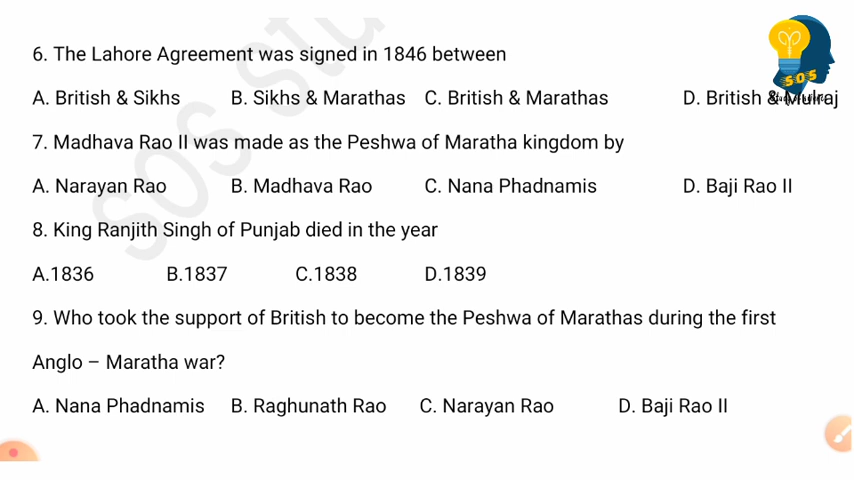 6. The Lahore Agreement was signed in 1846 between
A. British & Sikhs B. Sikhs & Marathas C. British & Marathas D. British & Mulraj
7. Madhava Rao II was made as the Peshwa of Maratha kingdom by
A. Narayan Rao B. Madhava Rao C. Nana Phadnamis D. Baji Rao II
8. King Ranjith Singh of Punjab died in the year
A.1836 B.1837 C.1838 D.1839
9. Who took the support of British to become the Peshwa of Marathas during the first
Anglo – Maratha war?
A. Nana Phadnamis B. Raghunath Rao C. Narayan Rao D. Baji Rao II
SOS
sos stu